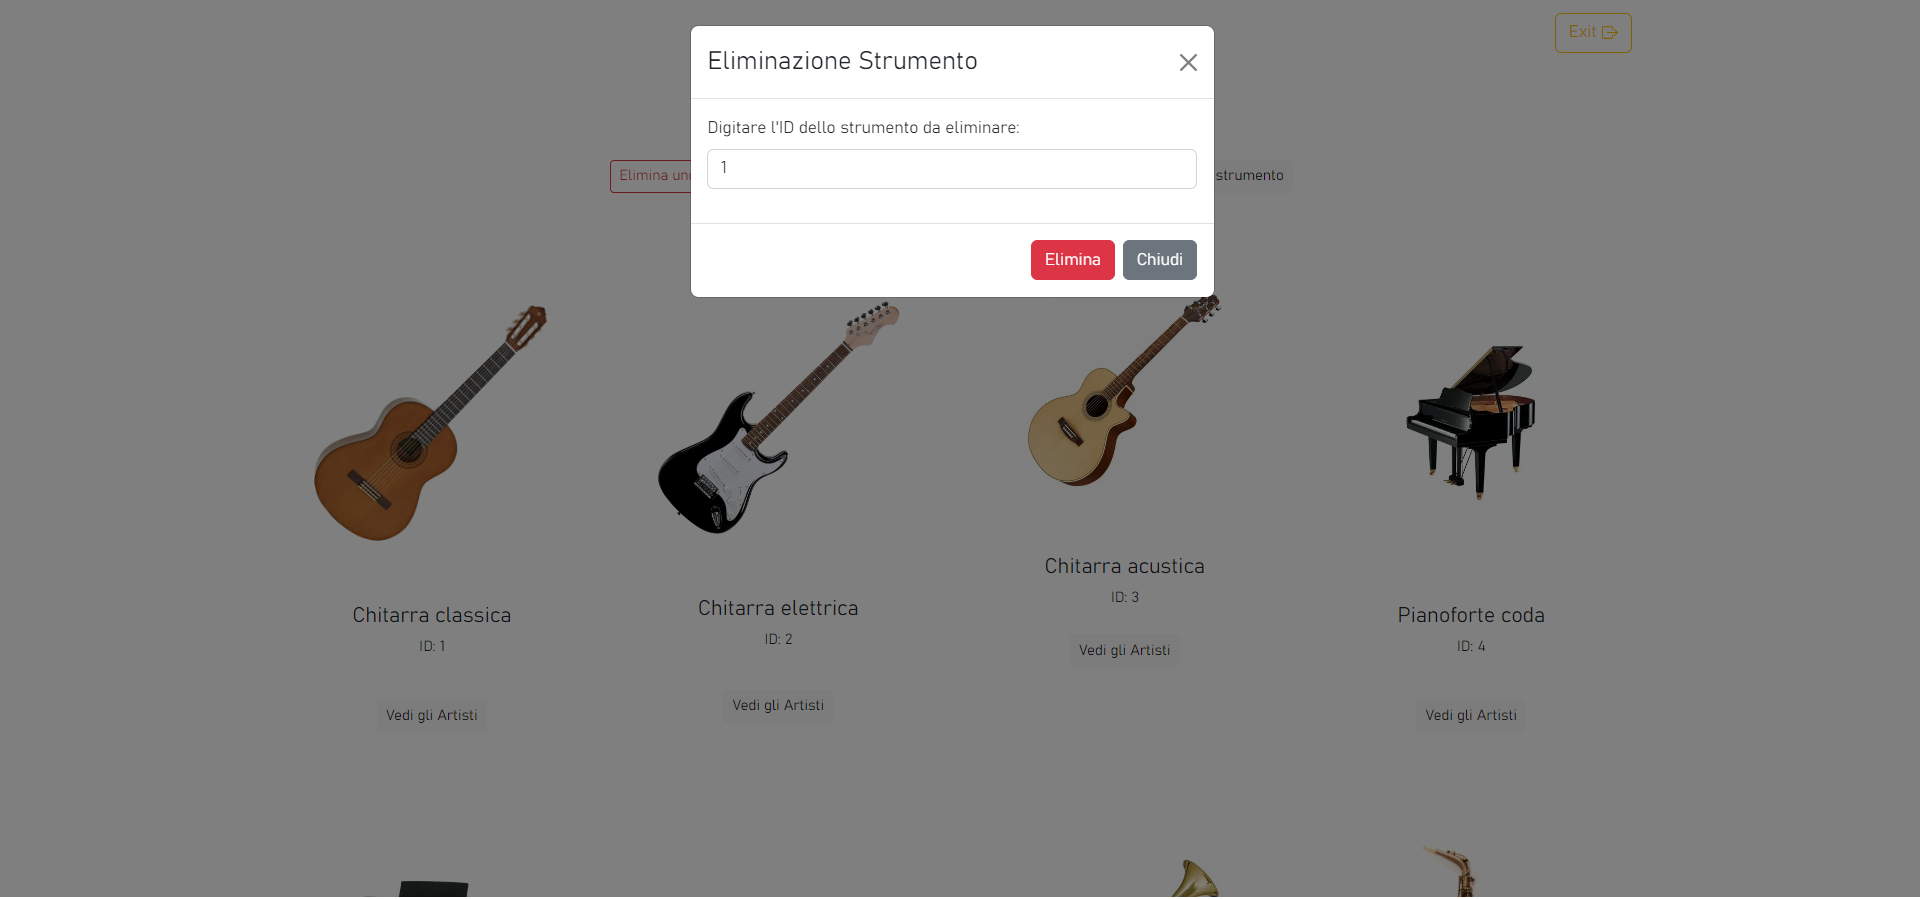 Exit
Eliminazione Strumento
Digitare l'ID dello strumento da eliminare:
1
Elimina
strumento
Elimina
Chiudi
Chitarra classica
ID: 1
Vedi gli Artisti
Chitarra elettrica
ID: 2
Vedi gli Artisti
Chitarra acustica
ID: 3
Vedi gli Artisti
Pianoforte coda
ID: 4
Vedi gli Artisti